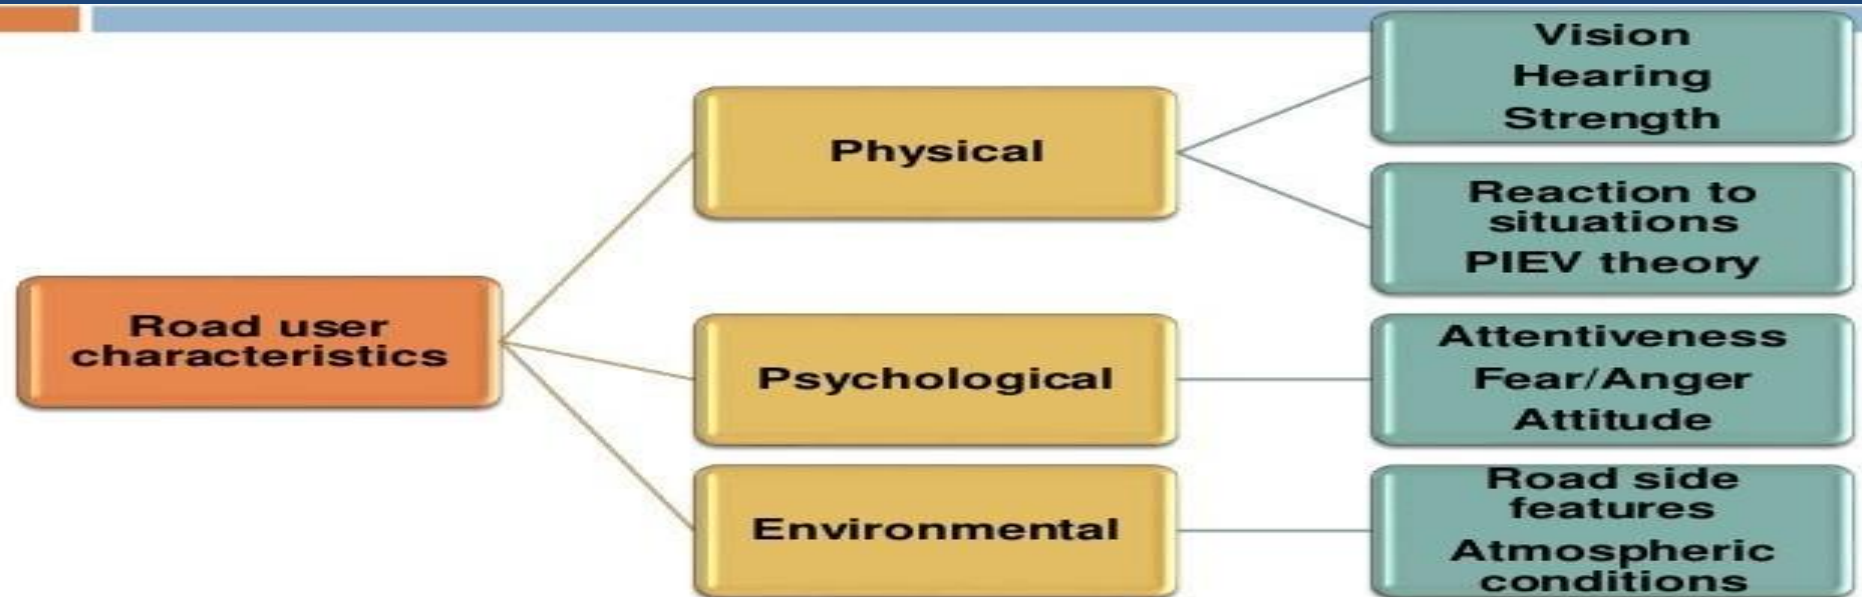 Road user
characteristics
Physical
Vision
Hearing
Strength
Reaction to
situations
PIEV theory
Psychological
Attentiveness
Fear/Anger
Attitude
Environmental
Road side
features
Atmospheric
conditions